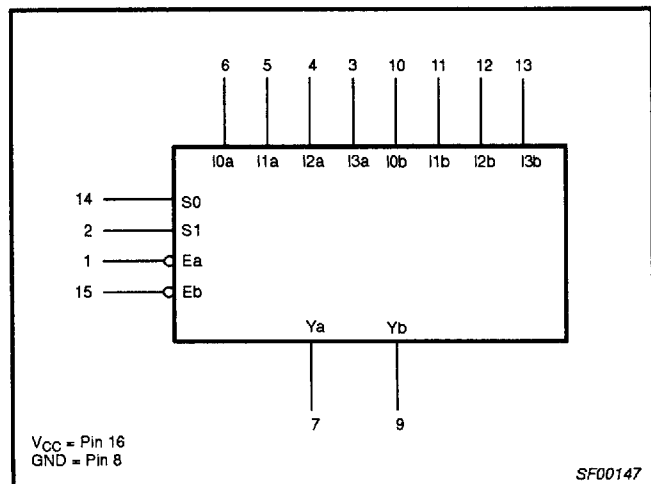 6 5 4 3 10 11 12 13
I0a I1a I2a I3a I0b I1b I2b I3b
14 S0
2 S1
1 Ea
15 Eb
Ya Yb
7 9
VCC = Pin 16
GND = Pin 8
SF00147